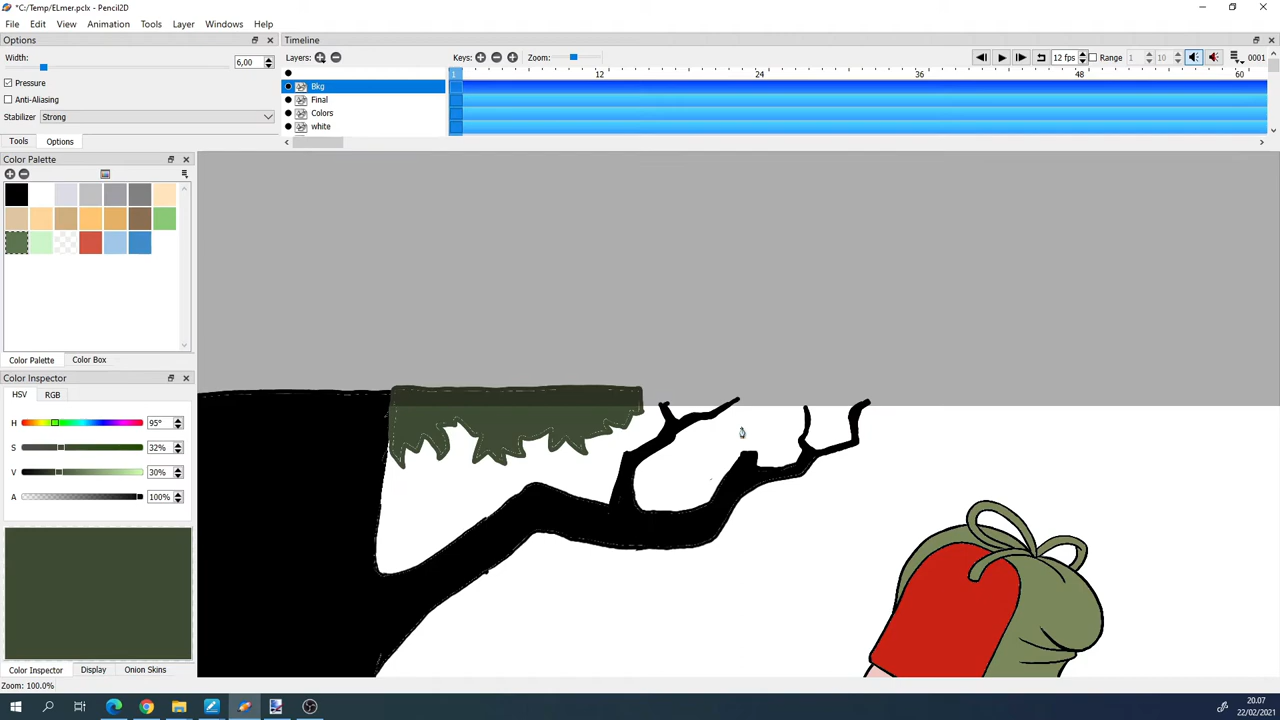 *C:/Temp/ELmer.pclx - Pencil2D
File Edit View Animation Tools Layer Windows Help
Options
Timeline
Width:
6,00
Pressure
Anti-Aliasing
Stabilizer Strong
Tools Options
Layers:
Keys:
Zoom:
12 fps
Range
1
10
0001
1 12 24 36 48 60
Bkg
Final
Colors
white
Color Palette
Color Palette Color Box
Color Inspector
HSV RGB
H 95°
S 32%
V 30%
A 100%
Color Inspector Display Onion Skins
Zoom: 100.0%
20.07
22/02/2021